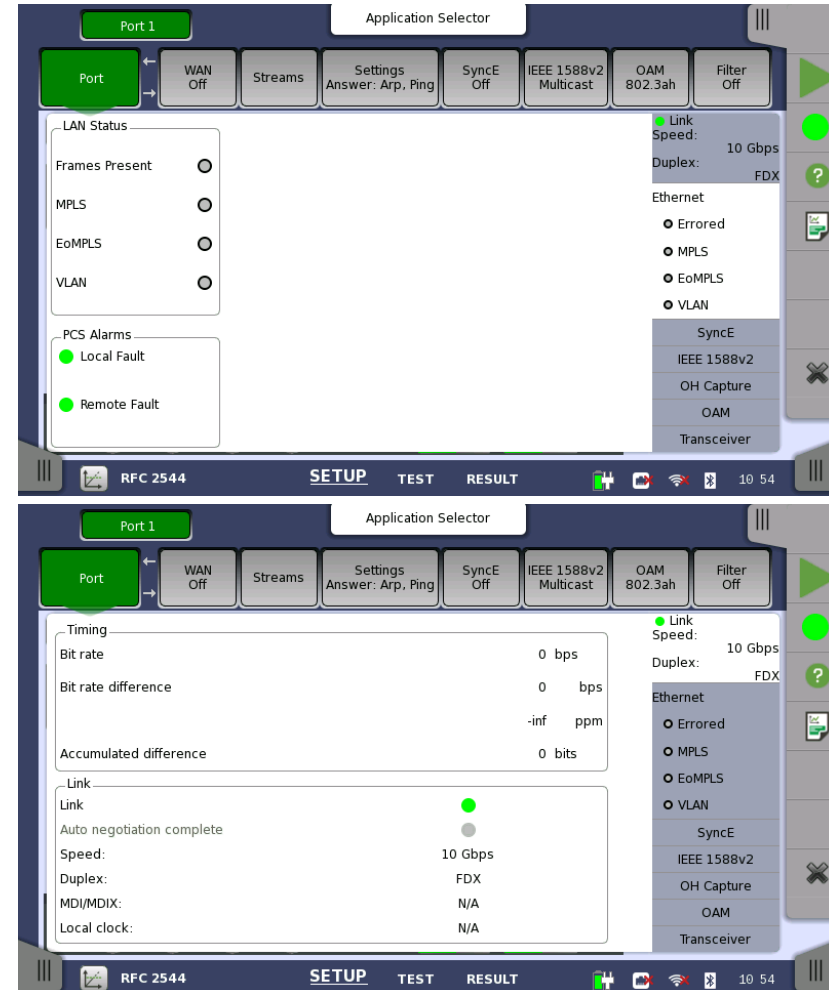 Port 1
Application Selector
Port
WAN
Off
Streams
Settings
Answer: Arp, Ping
SyncE
Off
IEEE 1588v2
Multicast
OAM
802.3ah
Filter
Off
LAN Status
Frames Present
MPLS
EoMPLS
VLAN
PCS Alarms
Local Fault
Remote Fault
Link
Speed:
10 Gbps
Duplex:
FDX
Ethernet
Errored
MPLS
EoMPLS
VLAN
SyncE
IEEE 1588v2
OH Capture
OAM
Transceiver
?
RFC 2544 SETUP TEST RESULT 10 54
Port 1
Application Selector
Port
WAN
Off
Streams
Settings
Answer: Arp, Ping
SyncE
Off
IEEE 1588v2
Multicast
OAM
802.3ah
Filter
Off
Timing
Bit rate 0 bps
Bit rate difference 0 bps
-inf ppm
Accumulated difference 0 bits
Link
Link
Auto negotiation complete
Speed: 10 Gbps
Duplex: FDX
MDI/MDIX: N/A
Local clock: N/A
Link
Speed:
10 Gbps
Duplex:
FDX
Ethernet
Errored
MPLS
EoMPLS
VLAN
SyncE
IEEE 1588v2
OH Capture
OAM
Transceiver
?
RFC 2544 SETUP TEST RESULT 10 54